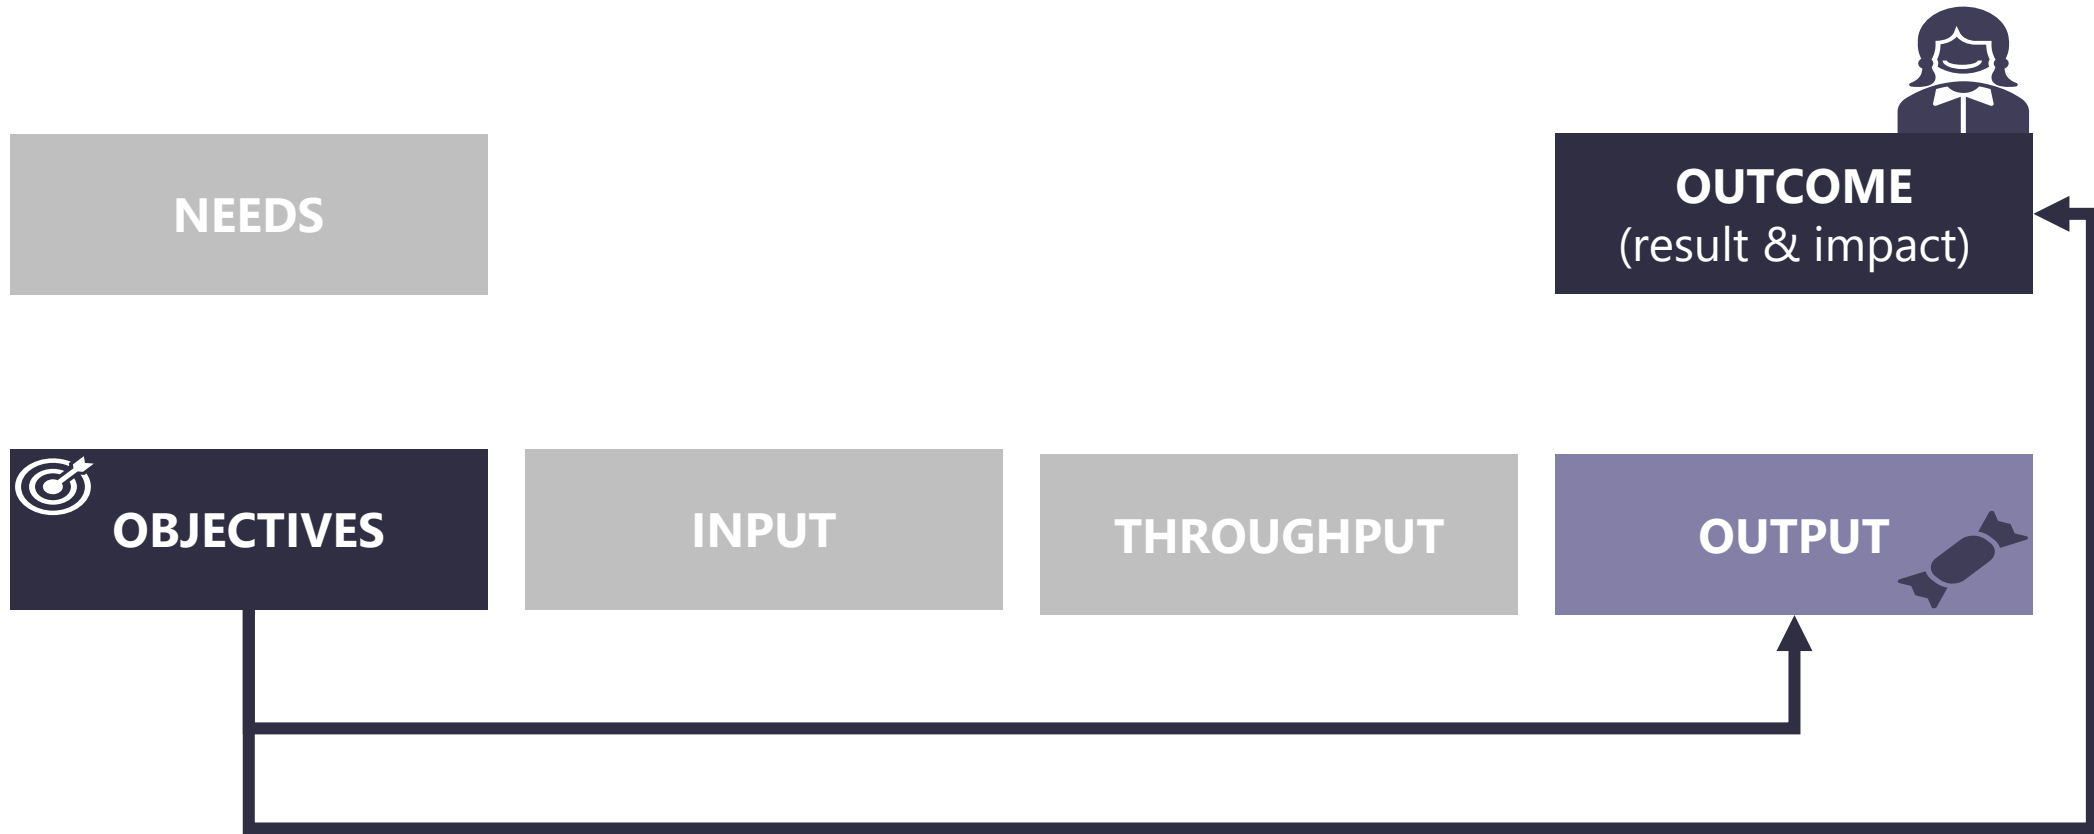 NEEDS
OUTCOME
(result & impact)
OBJECTIVES
INPUT
THROUGHPUT
OUTPUT